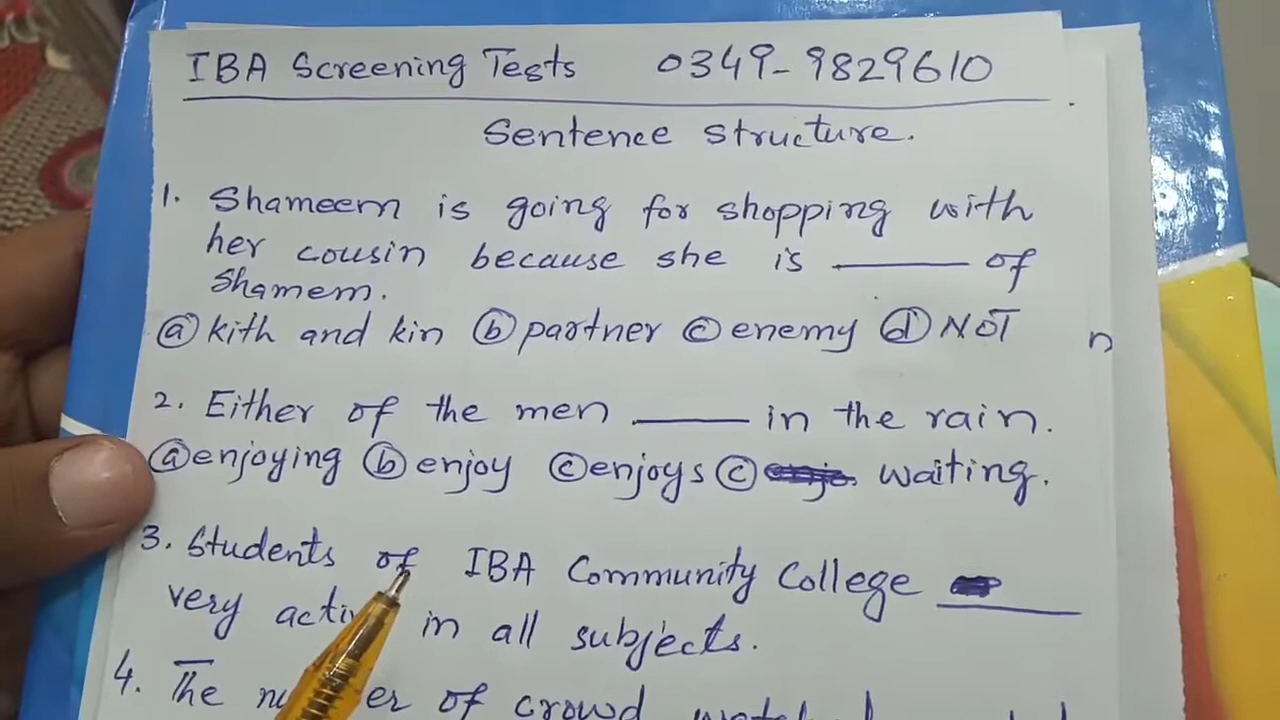 IBA Screening Tests 0349-9829610
Sentence structure.
1. Shameem is going for shopping with
her cousin because she is ______ of
Shamem.
ⓐ kith and kin ⓑ partner ⓒ enemy ⓓ NOT
n
2. Either of the men ______ in the rain.
ⓐ enjoying ⓑ enjoy ⓒ enjoys ⓒ waiting.
3. Students of IBA Community College ______
very in all subjects.
4. The of crowd